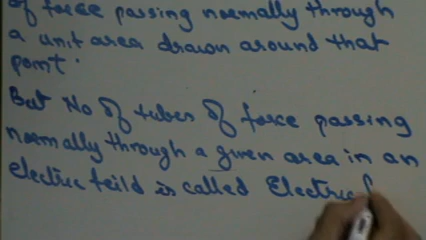 of force passing normally through
a unit area drawn around that
point.
But No of tubes of force passing
normally through a given area in an
electric feild is called Electric